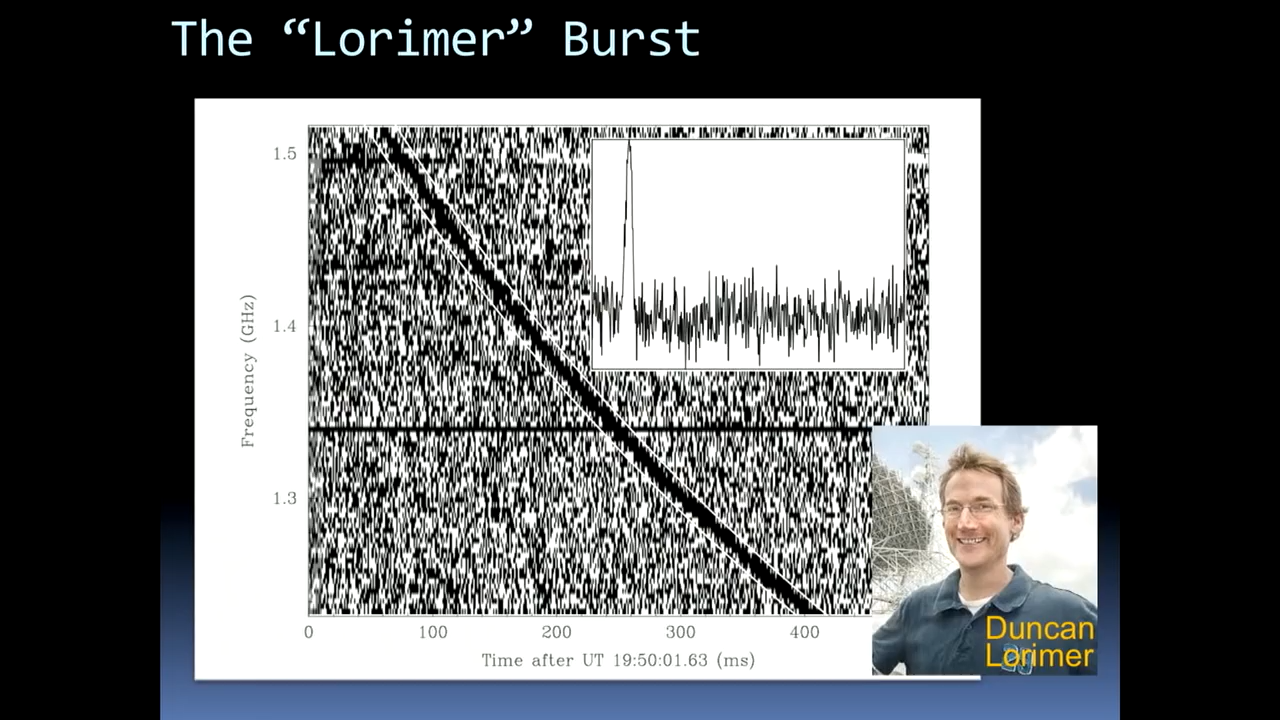 The “Lorimer” Burst
1.5
1.4
1.3
Frequency (GHz)
0 100 200 300 400
Time after UT 19:50:01.63 (ms)
Duncan
Lorimer